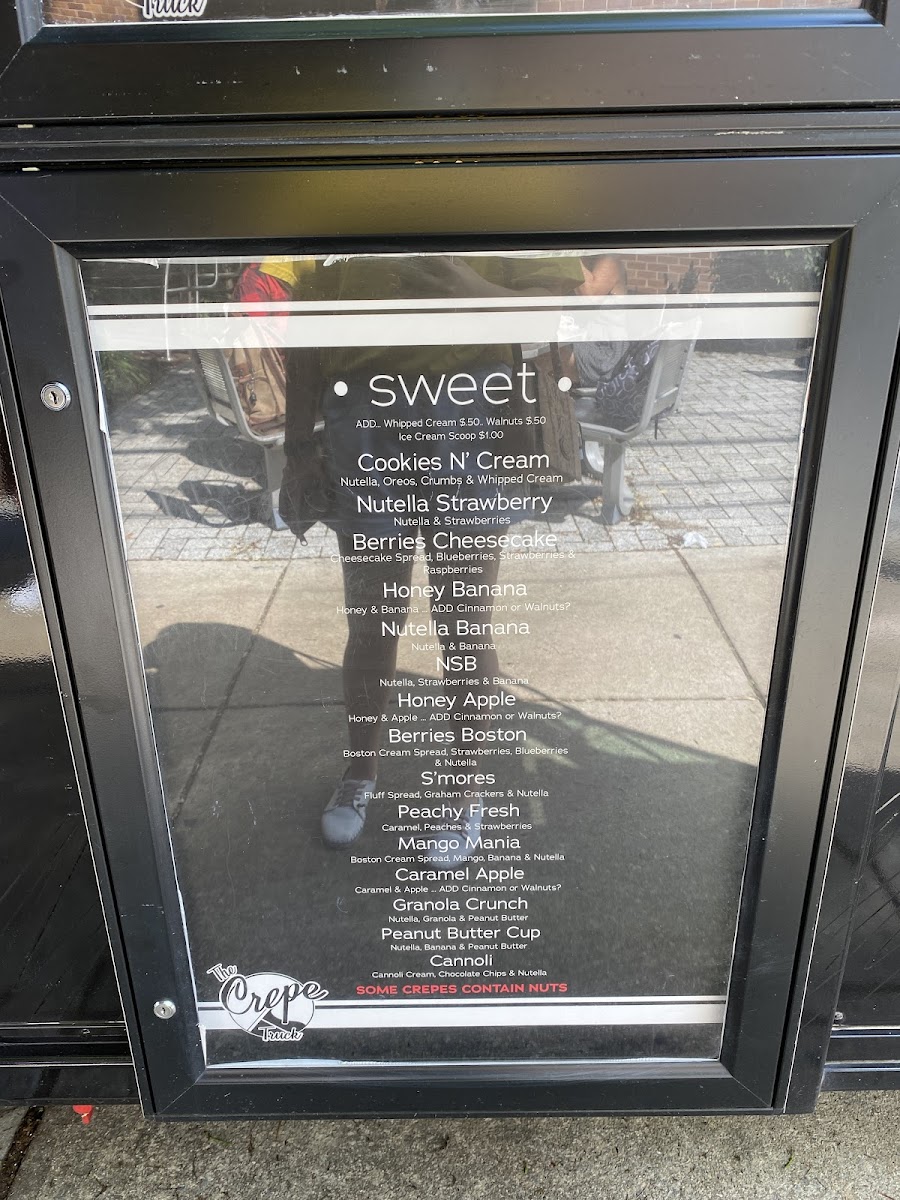 Truck
• sweet •
ADD.. Whipped Cream $.50.. Walnuts $.50
Ice Cream Scoop $1.00
Cookies N' Cream
Nutella, Oreos, Crumbs & Whipped Cream
Nutella Strawberry
Nutella & Strawberries
Berries Cheesecake
Cheesecake Spread, Blueberries, Strawberries &
Raspberries
Honey Banana
Honey & Banana ... ADD Cinnamon or Walnuts?
Nutella Banana
Nutella & Banana
NSB
Nutella, Strawberries & Banana
Honey Apple
Honey & Apple ... ADD Cinnamon or Walnuts?
Berries Boston
Boston Cream Spread, Strawberries, Blueberries
& Nutella
S'mores
Fluff Spread, Graham Crackers & Nutella
Peachy Fresh
Caramel, Peaches & Strawberries
Mango Mania
Boston Cream Spread, Mango, Banana & Nutella
Caramel Apple
Caramel & Apple ... ADD Cinnamon or Walnuts?
Granola Crunch
Nutella, Granola & Peanut Butter
Peanut Butter Cup
Nutella, Banana & Peanut Butter
Cannoli
Cannoli Cream, Chocolate Chips & Nutella
SOME CREPES CONTAIN NUTS
The
Crepe
Truck